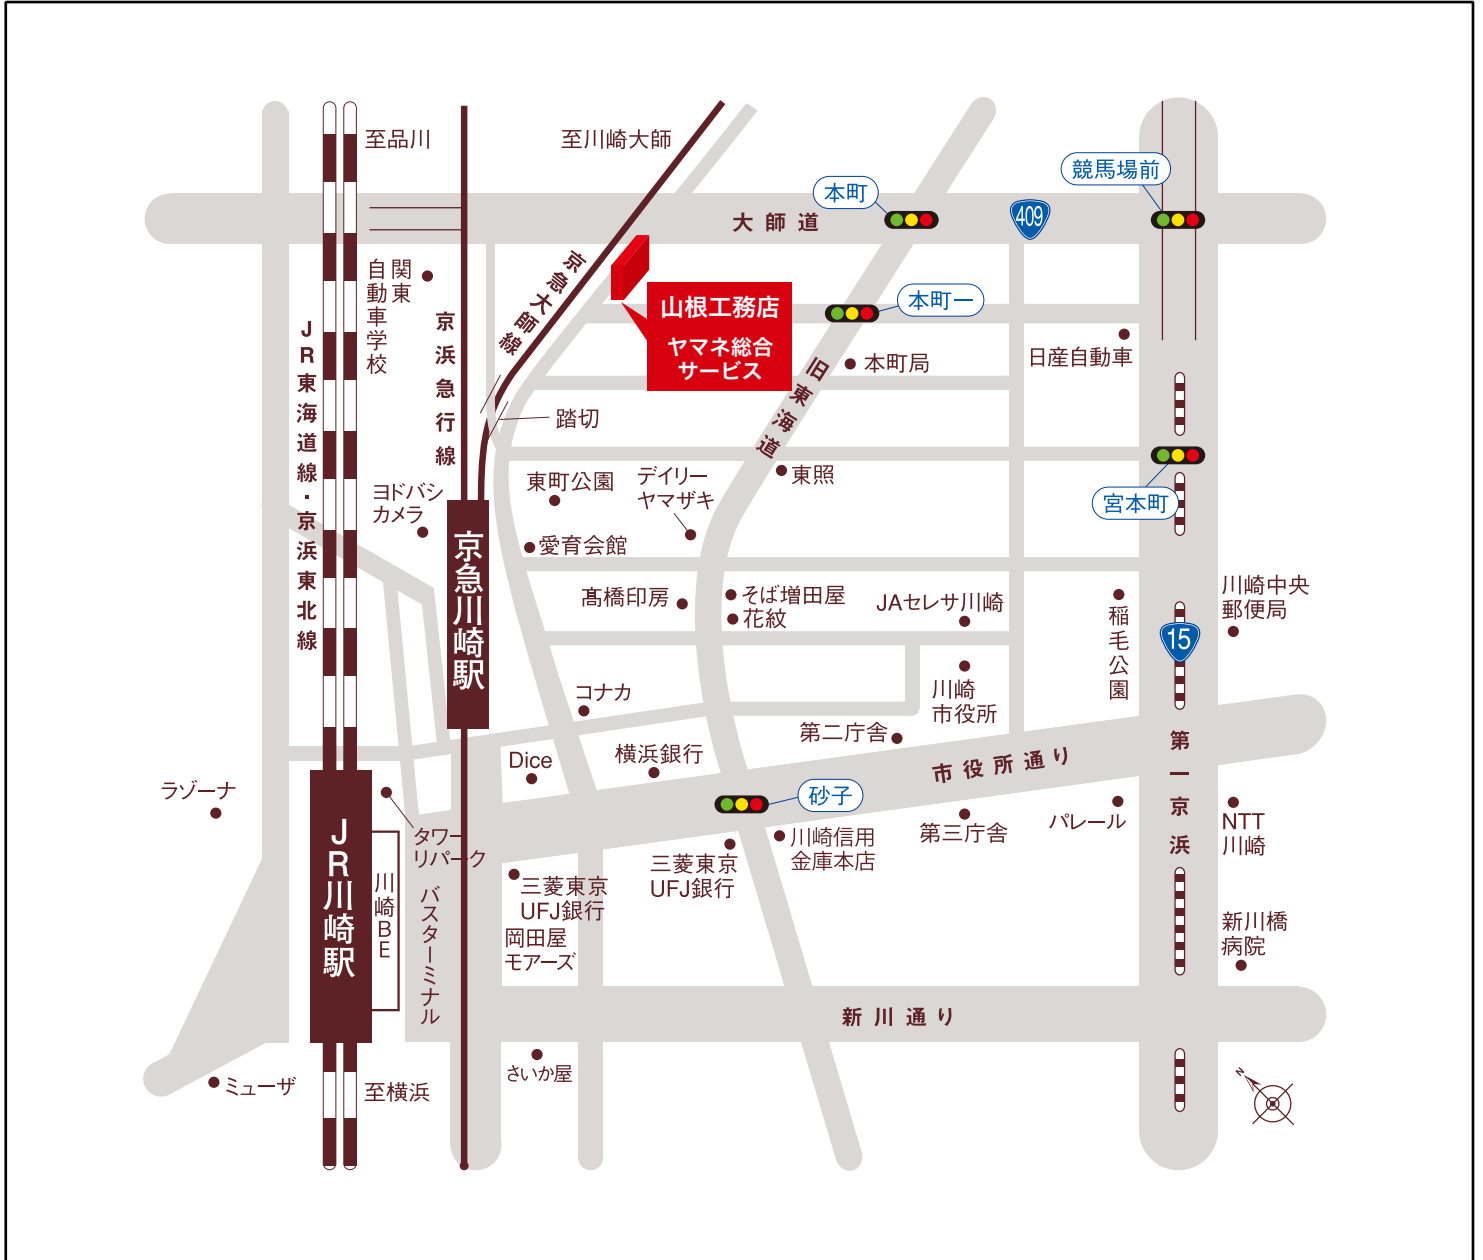 至品川
至川崎大師
競馬場前
本町
大師道
409
京急大師線
関東
自動車学校
山根工務店
ヤマネ総合
サービス
本町一
京浜急行線
JR東海道線・京浜東北線
旧東海道
本町局
日産自動車
踏切
東照
東町公園
デイリー
ヤマザキ
ヨドバシ
カメラ
宮本町
愛育会館
京急川崎駅
髙橋印房
そば増田屋
花紋
JAセレサ川崎
稲毛公園
川崎中央
郵便局
15
コナカ
川崎
市役所
第二庁舎
第一京浜
市役所通り
Dice
横浜銀行
ラゾーナ
砂子
タワー
リパーク
JR川崎駅
川崎BE
バスターミナル
川崎信用
金庫本店
第三庁舎
パレール
NTT
川崎
三菱東京
UFJ銀行
三菱東京
UFJ銀行
岡田屋
モアーズ
新川橋
病院
新川通り
さいか屋
ミューザ
至横浜
N